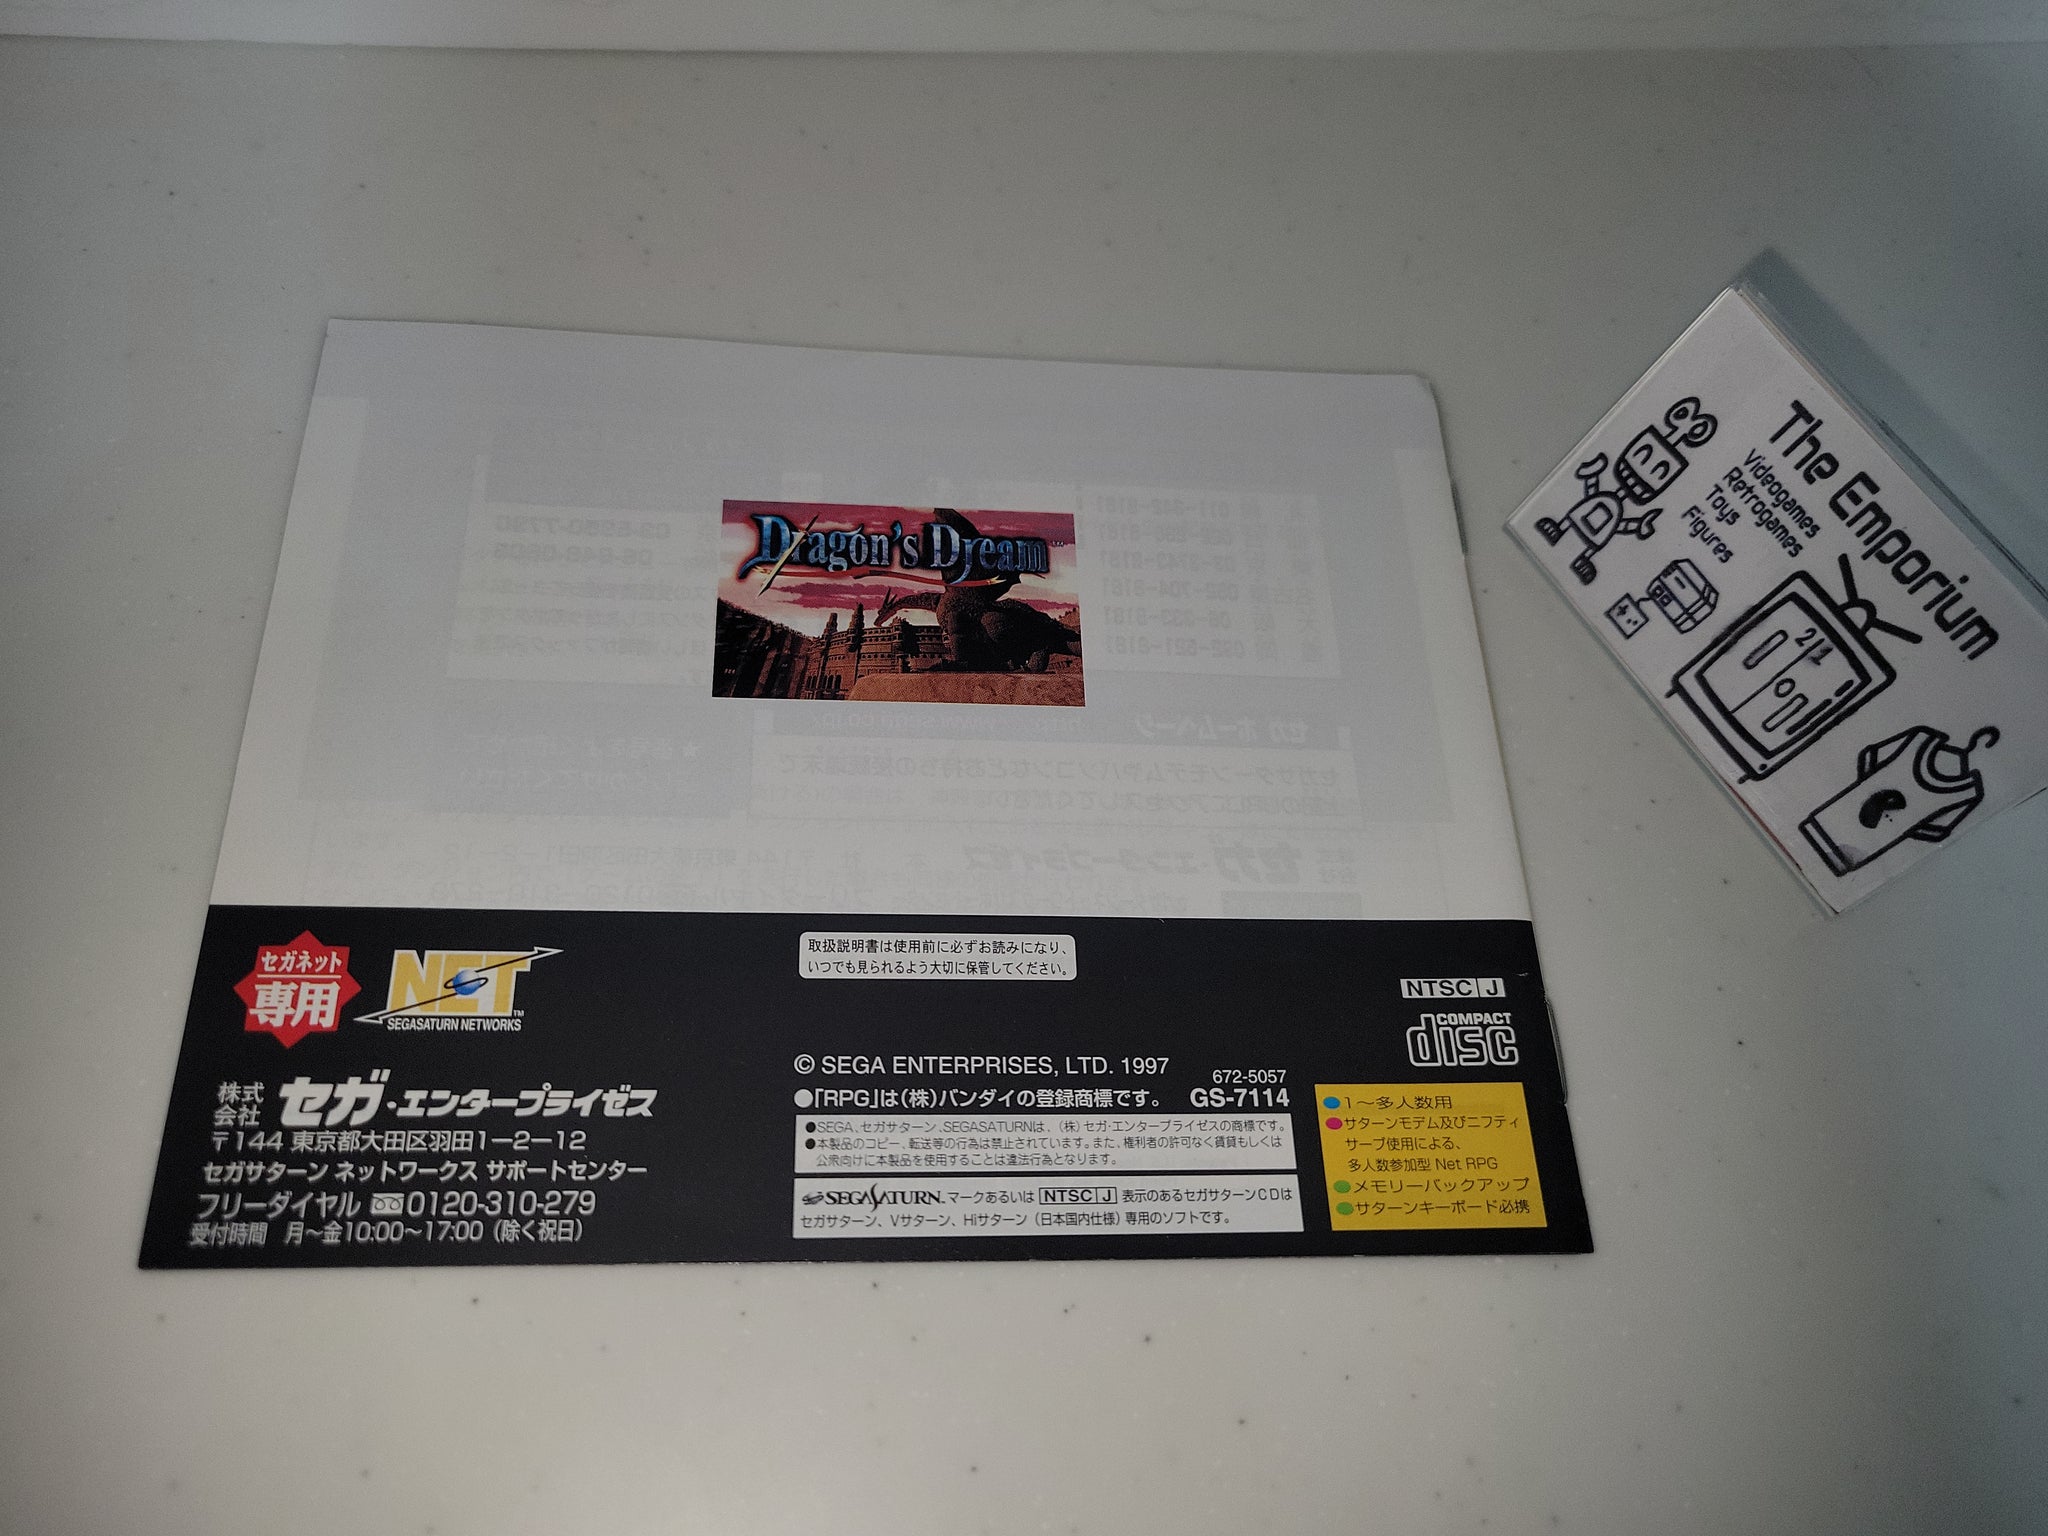 Dragon's Dream™
セガネット
専用
NET™
SEGASATURN NETWORKS
株式会社 セガ・エンタープライゼス
〒144 東京都大田区羽田1－2－12
セガサターン ネットワークス サポートセンター
フリーダイヤル 0120-310-279
受付時間 月～金10:00～17:00（除く祝日）
取扱説明書は使用前に必ずお読みになり、
いつでも見られるよう大切に保管してください。
© SEGA ENTERPRISES, LTD. 1997
672-5057
●「RPG」は（株）バンダイの登録商標です。 GS-7114
●SEGA、セガサターン、SEGASATURNは、（株）セガ・エンタープライゼスの商標です。
●本製品のコピー、転送等の行為は禁止されています。また、権利者の許可なく賃貸もしくは
公衆向けに本製品を使用することは違法行為となります。
SEGASATURN™マークあるいは NTSC J 表示のあるセガサターンCDは
セガサターン、Vサターン、Hiサターン（日本国内仕様）専用のソフトです。
NTSC J
COMPACT
disc
●1～多人数用
●サターンモデム及びニフティ
サーブ使用による、
多人数参加型 Net RPG
●メモリーバックアップ
●サターンキーボード必携
The Emporium
Videogames
Retrogames
Toys
Figures